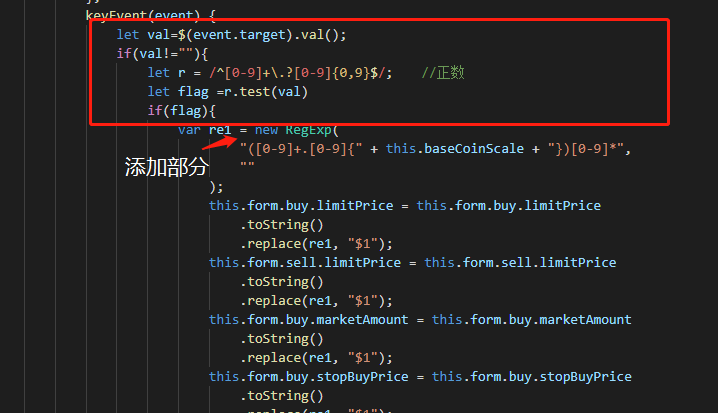 keyEvent(event) {
let val=$(event.target).val();
if(val!=""){
let r = /^[0-9]+\.?[0-9]{0,9}$/; //正数
let flag =r.test(val)
if(flag){
var re1 = new RegExp(
"([0-9]+.[0-9]{" + this.baseCoinScale + "})[0-9]*",
添加部分
""
);
this.form.buy.limitPrice = this.form.buy.limitPrice
.toString()
.replace(re1, "$1");
this.form.sell.limitPrice = this.form.sell.limitPrice
.toString()
.replace(re1, "$1");
this.form.buy.marketAmount = this.form.buy.marketAmount
.toString()
.replace(re1, "$1");
this.form.buy.stopBuyPrice = this.form.buy.stopBuyPrice
.toString()